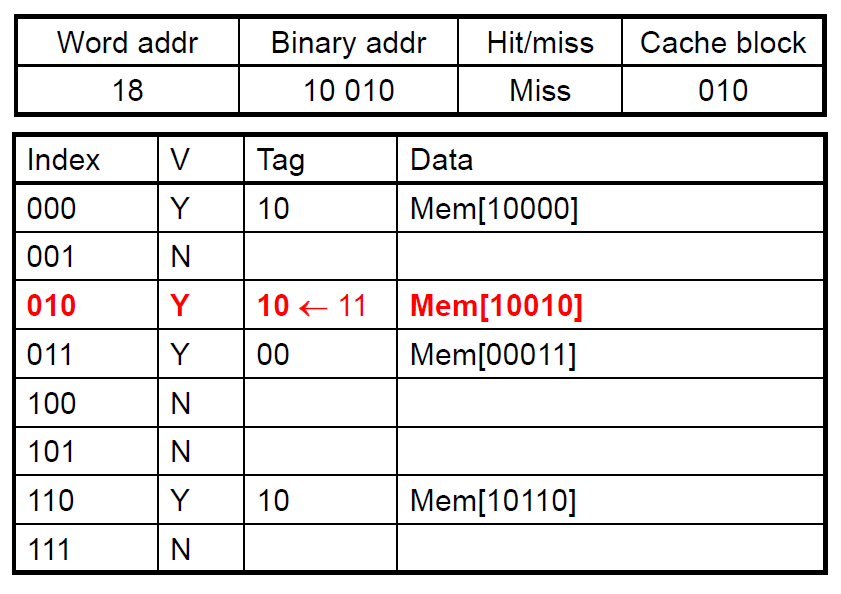 Word addr Binary addr Hit/miss Cache block
18 10 010 Miss 010
Index V Tag Data
000 Y 10 Mem[10000]
001 N
010 Y 10 ← 11 Mem[10010]
011 Y 00 Mem[00011]
100 N
101 N
110 Y 10 Mem[10110]
111 N